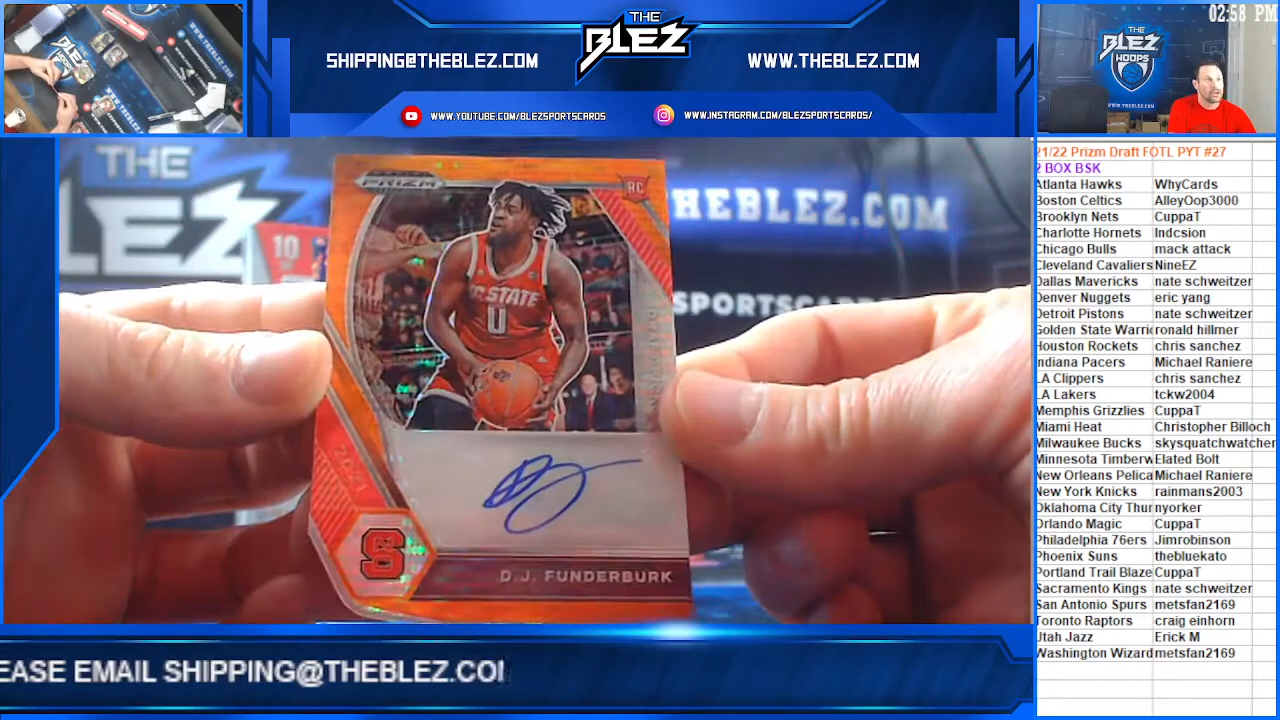 02:58 PM
THE
BLEZ
SHIPPING@THEBLEZ.COM
WWW.THEBLEZ.COM
WWW.YOUTUBE.COM/BLEZSPORTSCARDS
WWW.INSTAGRAM.COM/BLEZSPORTSCARDS/
THE
BLEZ
HOOPS
21/22 Prizm Draft FOTL PYT #27
2 BOX BSK
Atlanta Hawks WhyCards
Boston Celtics AlleyOop3000
Brooklyn Nets CuppaT
Charlotte Hornets Indcsion
Chicago Bulls mack attack
Cleveland Cavaliers NineEZ
Dallas Mavericks nate schweitzer
Denver Nuggets eric yang
Detroit Pistons nate schweitzer
Golden State Warri ronald hillmer
Houston Rockets chris sanchez
Indiana Pacers Michael Raniere
LA Clippers chris sanchez
LA Lakers tckw2004
Memphis Grizzlies CuppaT
Miami Heat Christopher Billoch
Milwaukee Bucks skysquatchwatcher
Minnesota Timberw Elated Bolt
New Orleans Pelica Michael Raniere
New York Knicks rainmans2003
Oklahoma City Thun nyorker
Orlando Magic CuppaT
Philadelphia 76ers Jimrobinson
Phoenix Suns thebluekato
Portland Trail Blaze CuppaT
Sacramento Kings nate schweitzer
San Antonio Spurs metsfan2169
Toronto Raptors craig einhorn
Utah Jazz Erick M
Washington Wizard metsfan2169
THE
BLEZ
HEBLEZ.COM
SPORTSCAR
10
PRIZM
RC
C STATE
0
2021
S
D.J. FUNDERBURK
EASE EMAIL SHIPPING@THEBLEZ.COM